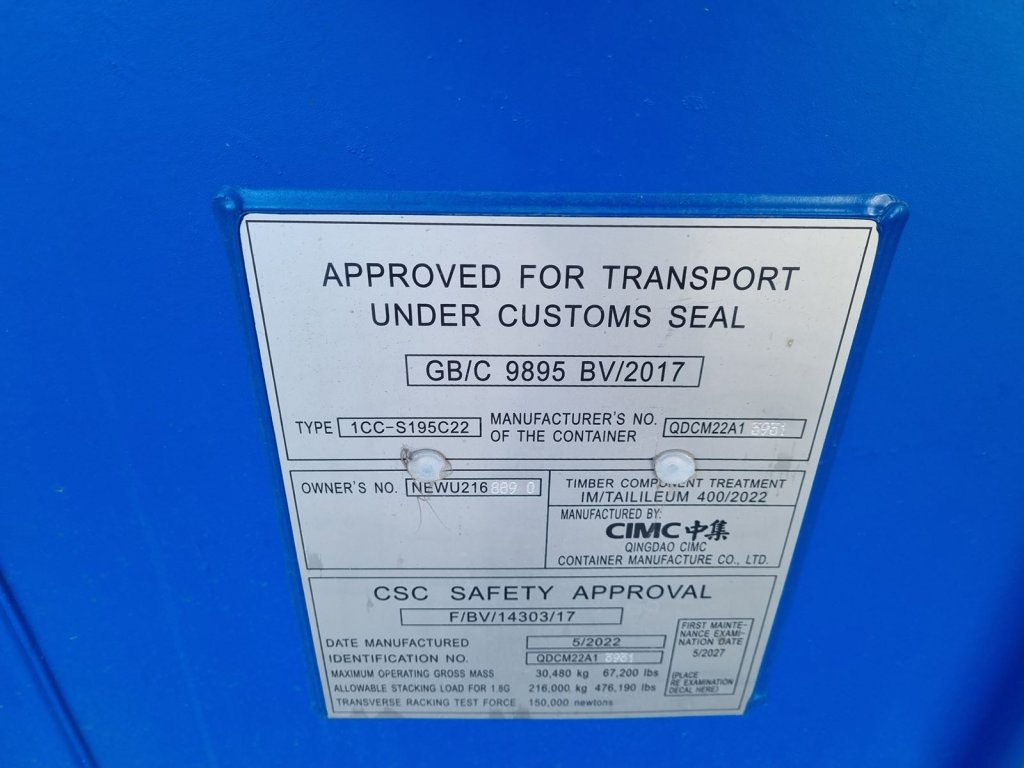 APPROVED FOR TRANSPORT
UNDER CUSTOMS SEAL
GB/C 9895 BV/2017
TYPE 1CC-S195C22
MANUFACTURER'S NO.
OF THE CONTAINER
QDCM22A1
OWNER'S NO. NEWU216
TIMBER COMPONENT TREATMENT
IM/TAILILEUM 400/2022
MANUFACTURED BY:
CIMC中集
QINGDAO CIMC
CONTAINER MANUFACTURE CO., LTD.
CSC SAFETY APPROVAL
F/BV/14303/17
DATE MANUFACTURED 5/2022
IDENTIFICATION NO. QDCM22A1
MAXIMUM OPERATING GROSS MASS 30,480 kg 67,200 lbs
ALLOWABLE STACKING LOAD FOR 1.8G 216,000 kg 476,190 lbs
TRANSVERSE RACKING TEST FORCE 150,000 newtons
FIRST MAINTE-
NANCE EXAMI-
NATION DATE
5/2027
(PLACE
RE EXAMINATION
DECAL HERE)